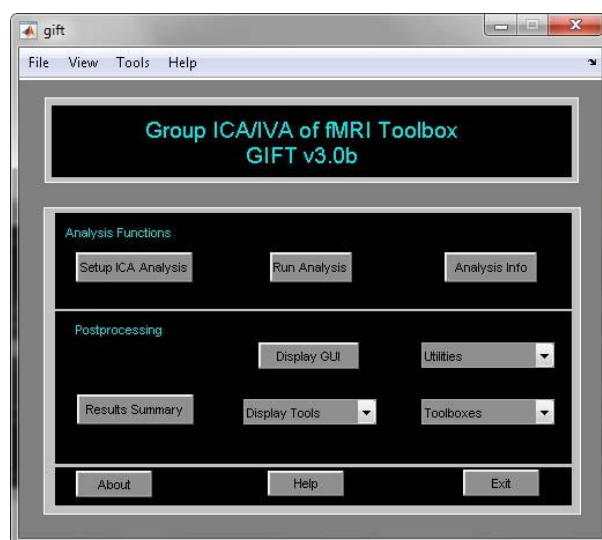 gift
File View Tools Help
Group ICA/IVA of fMRI Toolbox
GIFT v3.0b
Analysis Functions
Setup ICA Analysis Run Analysis Analysis Info
Postprocessing
Display GUI Utilities
Results Summary Display Tools Toolboxes
About Help Exit